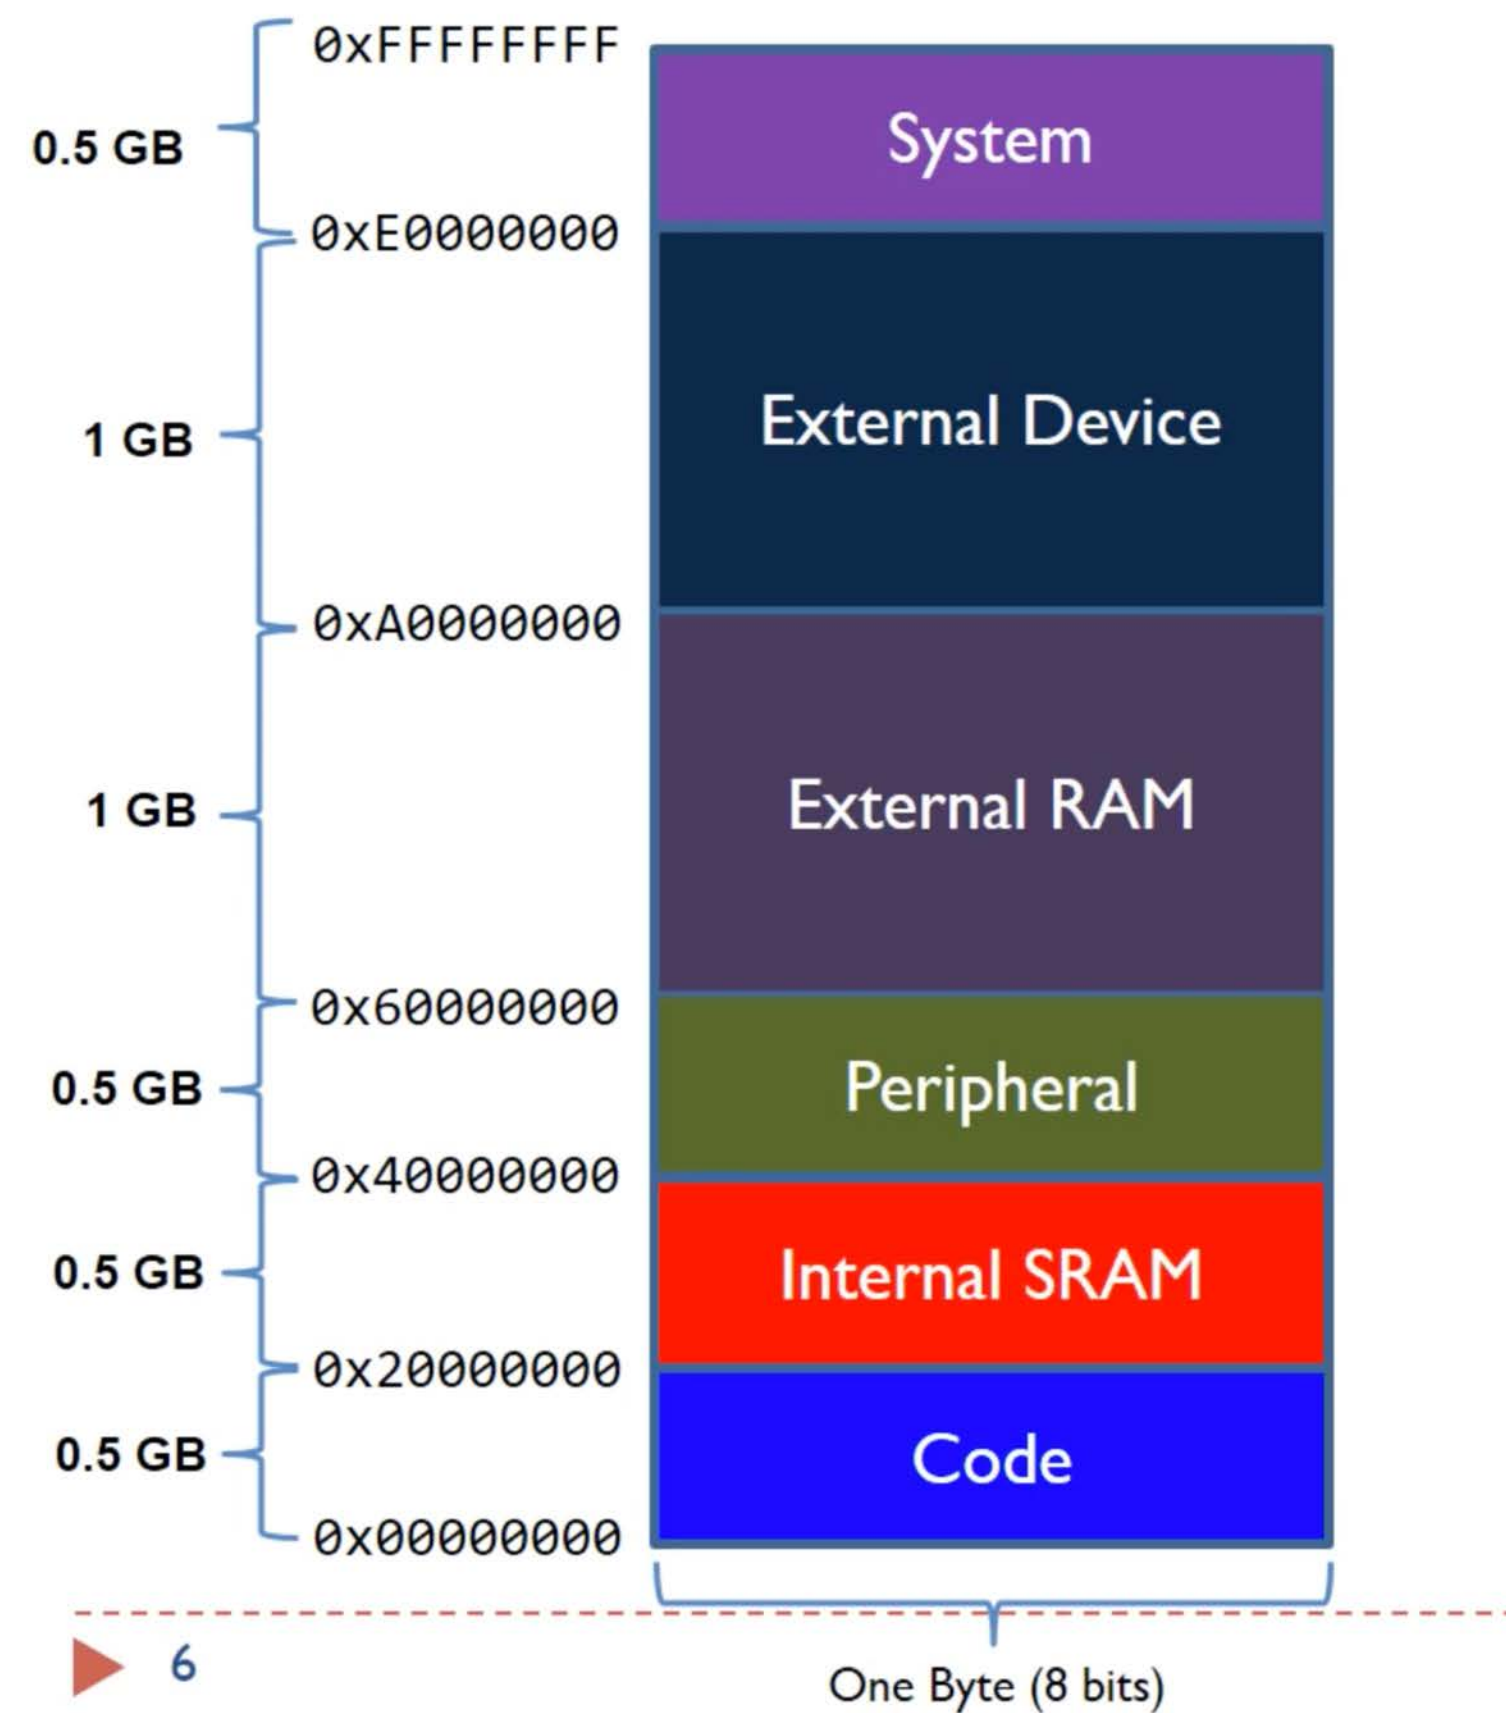 0xFFFFFFFF
System
0.5 GB
0xE0000000
External Device
1 GB
0xA0000000
External RAM
1 GB
0x60000000
Peripheral
0.5 GB
0x40000000
Internal SRAM
0.5 GB
0x20000000
Code
0.5 GB
0x00000000
6
One Byte (8 bits)